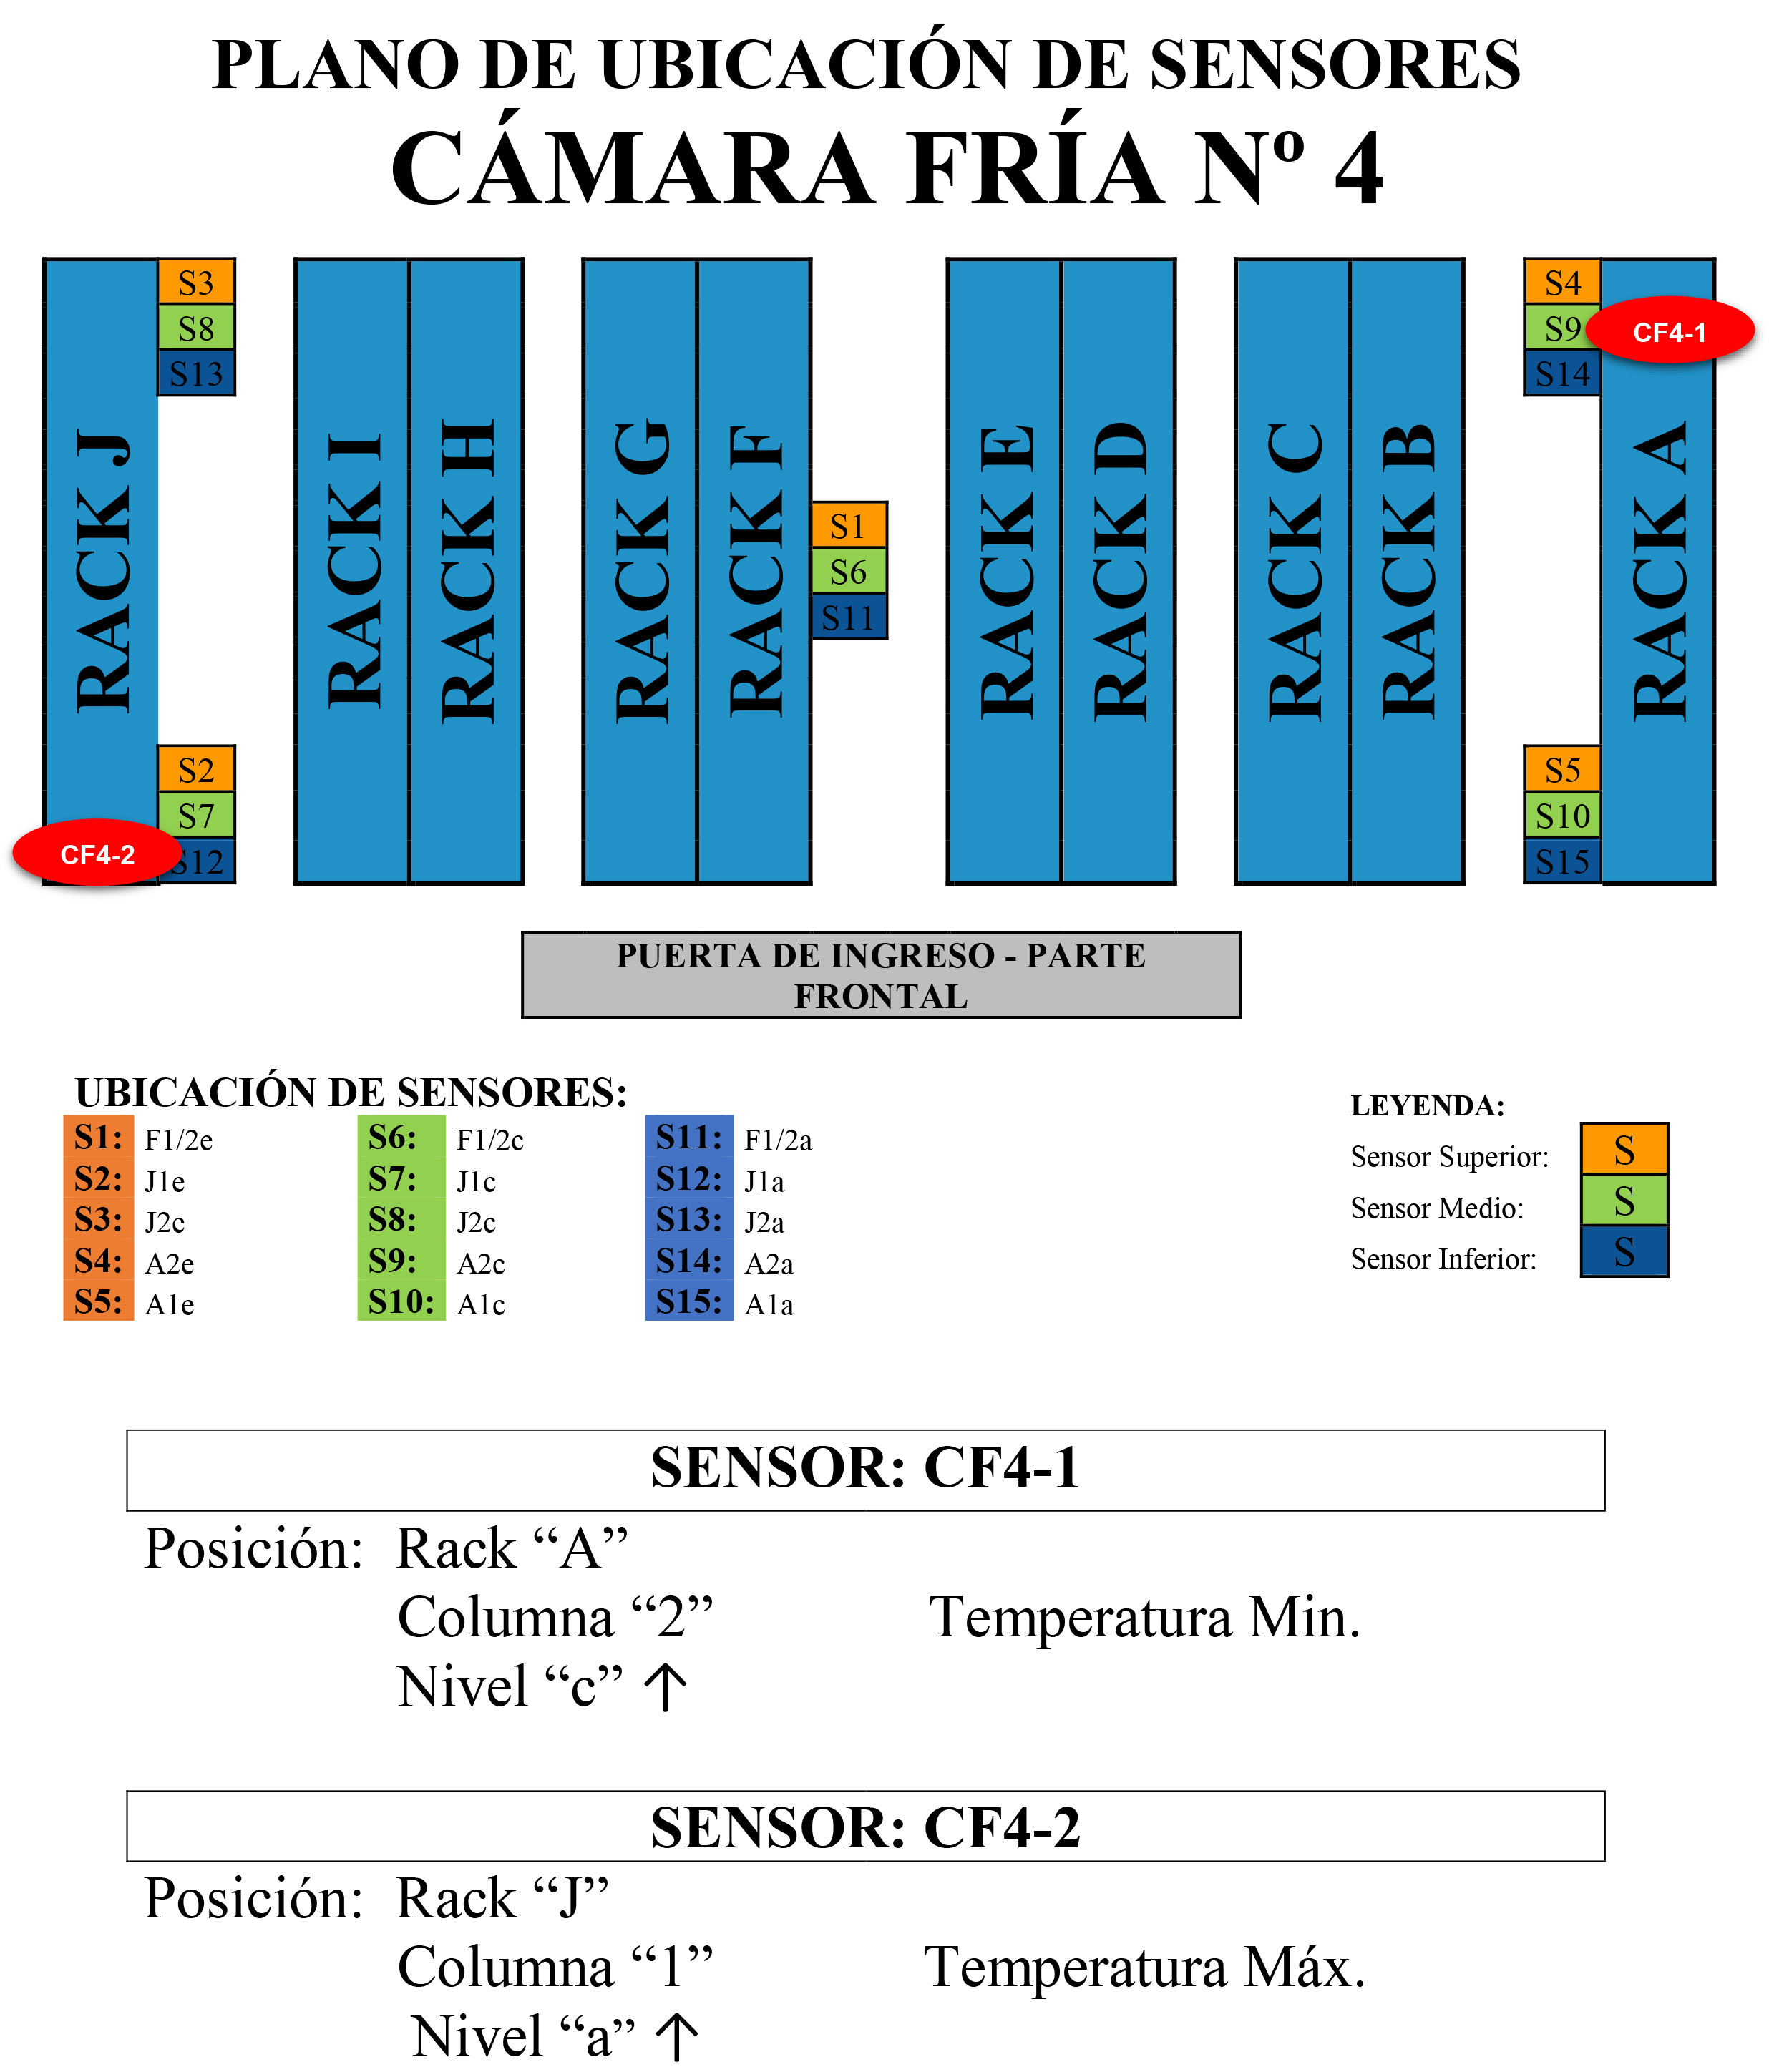 PLANO DE UBICACIÓN DE SENSORES
CÁMARA FRÍA Nº 4
S3
S8
S13
S4
S9
CF4-1
S14
RACK J
RACK I
RACK H
RACK G
RACK F
S1
S6
S11
RACK E
RACK D
RACK C
RACK B
RACK A
S2
S7
CF4-2
S12
S5
S10
S15
PUERTA DE INGRESO - PARTE
FRONTAL
UBICACIÓN DE SENSORES:
S1: F1/2e S6: F1/2c S11: F1/2a
S2: J1e S7: J1c S12: J1a
S3: J2e S8: J2c S13: J2a
S4: A2e S9: A2c S14: A2a
S5: A1e S10: A1c S15: A1a
LEYENDA:
Sensor Superior: S
Sensor Medio: S
Sensor Inferior: S
SENSOR: CF4-1
Posición: Rack “A”
Columna “2” Temperatura Min.
Nivel “c” ↑
SENSOR: CF4-2
Posición: Rack “J”
Columna “1” Temperatura Máx.
Nivel “a” ↑